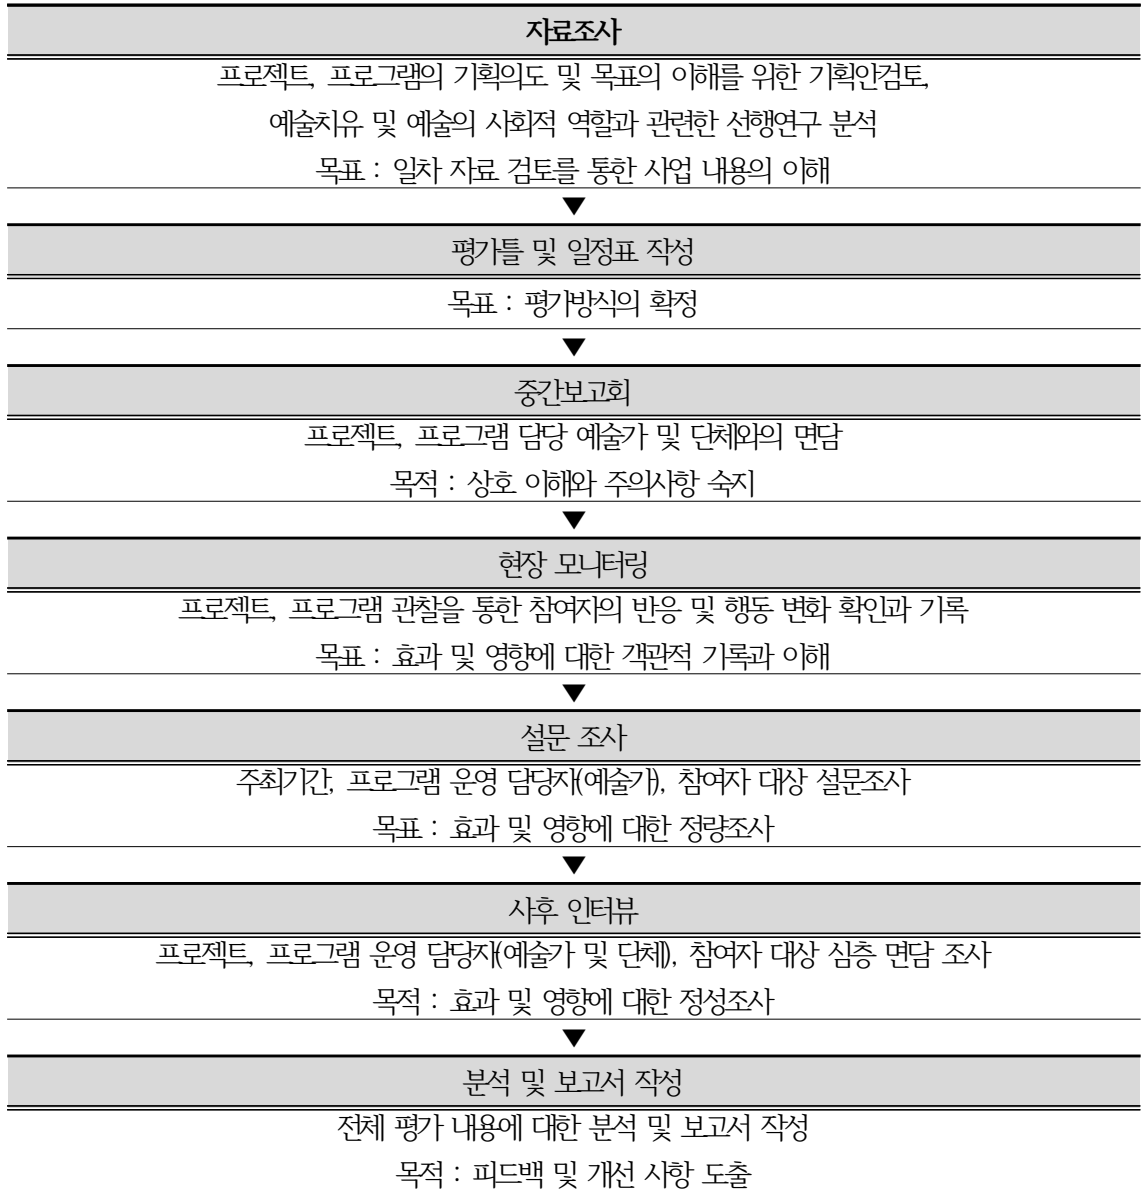 자료조사
프로젝트, 프로그램의 기획의도 및 목표의 이해를 위한 기획안검토,
예술치유 및 예술의 사회적 역할과 관련한 선행연구 분석
목표 : 일차 자료 검토를 통한 사업 내용의 이해
▼
평가틀 및 일정표 작성
목표 : 평가방식의 확정
▼
중간보고회
프로젝트, 프로그램 담당 예술가 및 단체와의 면담
목적 : 상호 이해와 주의사항 숙지
▼
현장 모니터링
프로젝트, 프로그램 관찰을 통한 참여자의 반응 및 행동 변화 확인과 기록
목표 : 효과 및 영향에 대한 객관적 기록과 이해
▼
설문 조사
주최기간, 프로그램 운영 담당자(예술가), 참여자 대상 설문조사
목표 : 효과 및 영향에 대한 정량조사
▼
사후 인터뷰
프로젝트, 프로그램 운영 담당자(예술가 및 단체), 참여자 대상 심층 면담 조사
목적 : 효과 및 영향에 대한 정성조사
▼
분석 및 보고서 작성
전체 평가 내용에 대한 분석 및 보고서 작성
목적 : 피드백 및 개선 사항 도출